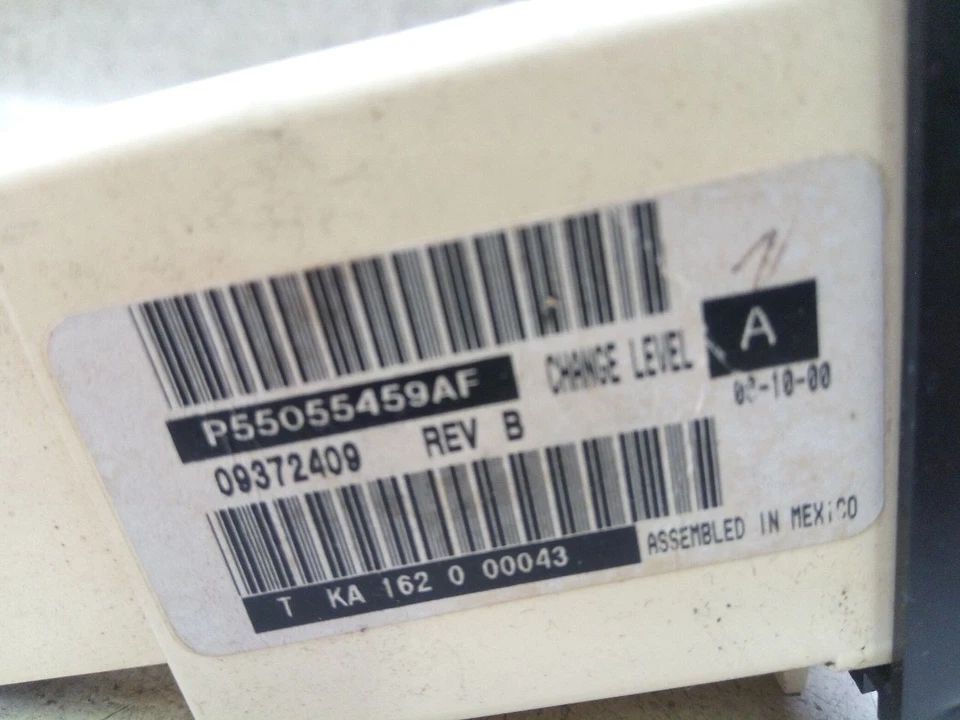 P55055459AF
CHANGE LEVEL
A
09372409 REV B
T KA 162 0 00043
ASSEMBLED IN MEXICO